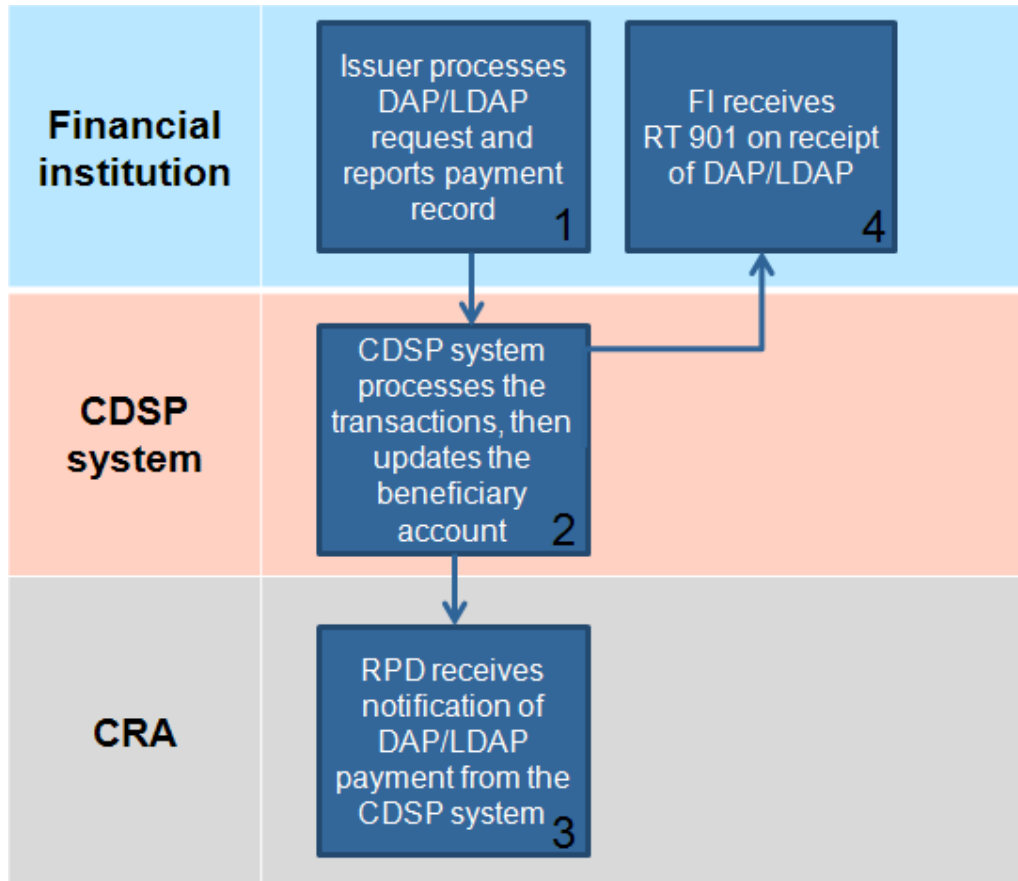 Financial
institution
Issuer processes
DAP/LDAP
request and
reports payment
record
1
FI receives
RT 901 on receipt
of DAP/LDAP
4
CDSP
system
CDSP system
processes the
transactions, then
updates the
beneficiary
account
2
CRA
RPD receives
notification of
DAP/LDAP
payment from the
CDSP system
3